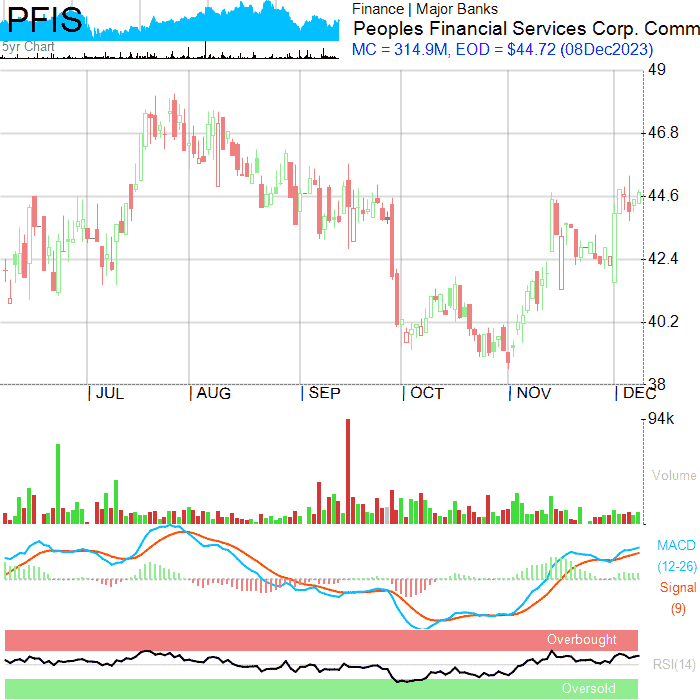 PFIS
5yr Chart
Finance | Major Banks
Peoples Financial Services Corp. Comm
MC = 314.9M, EOD = $44.72 (08Dec2023)
49
46.8
44.6
42.4
40.2
38
JUL AUG SEP OCT NOV DEC
94k
Volume
MACD
(12-26)
Signal
(9)
Overbought
RSI(14)
Oversold